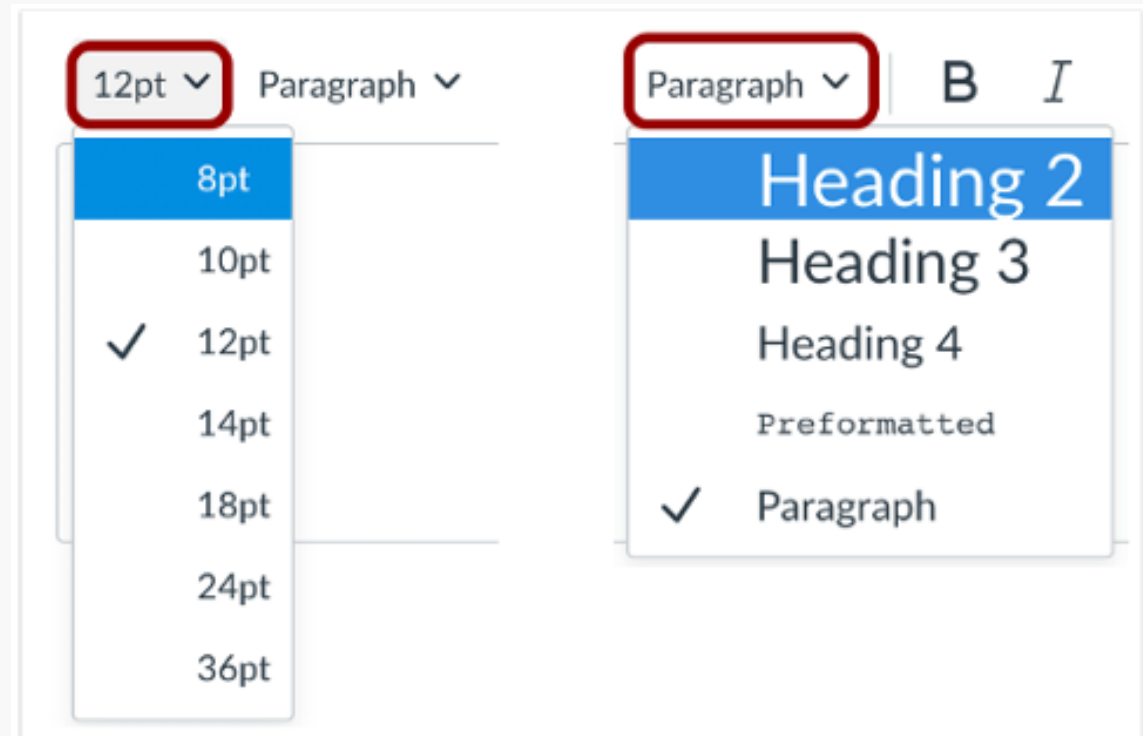 12pt Paragraph
8pt
10pt
12pt
14pt
18pt
24pt
36pt
Paragraph B I
Heading 2
Heading 3
Heading 4
Preformatted
Paragraph